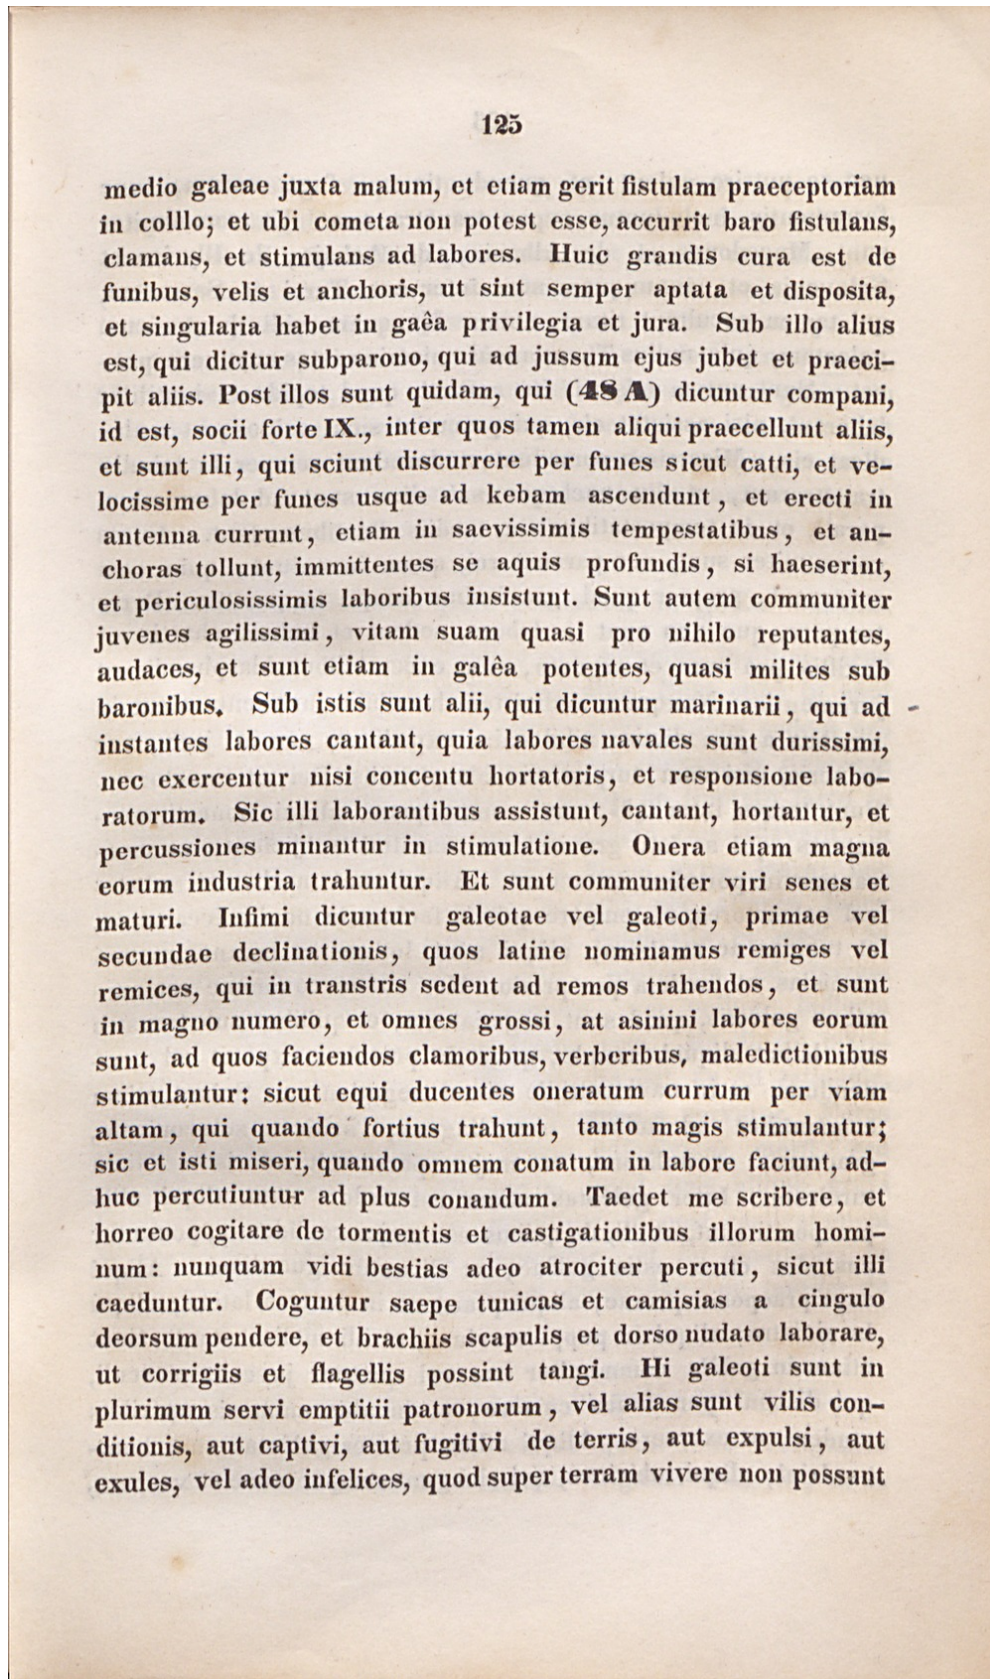 125
medio galeae juxta malum, et etiam gerit fistulam praeceptoriam
in colllo; et ubi cometa non potest esse, accurrit baro fistulans,
clamans, et stimulans ad labores. Huic grandis cura est de
funibus, velis et anchoris, ut sint semper aptata et disposita,
et singularia habet in gaêa privilegia et jura. Sub illo alius
est, qui dicitur subparono, qui ad jussum ejus jubet et praeci-
pit aliis. Post illos sunt quidam, qui (48 A) dicuntur compani,
id est, socii forte IX., inter quos tamen aliqui praecellunt aliis,
et sunt illi, qui sciunt discurrere per funes sicut catti, et ve-
locissime per funes usque ad kebam ascendunt, et erecti in
antenna currunt, etiam in saevissimis tempestatibus, et an-
choras tollunt, immittentes se aquis profundis, si haeserint,
et periculosissimis laboribus insistunt. Sunt autem communiter
juvenes agilissimi, vitam suam quasi pro nihilo reputantes,
audaces, et sunt etiam in galêa potentes, quasi milites sub
baronibus. Sub istis sunt alii, qui dicuntur marinarii, qui ad
instantes labores cantant, quia labores navales sunt durissimi,
nec exercentur nisi concentu hortatoris, et responsione labo-
ratorum. Sic illi laborantibus assistunt, cantant, hortantur, et
percussiones minantur in stimulatione. Onera etiam magna
eorum industria trahuntur. Et sunt communiter viri senes et
maturi. Infimi dicuntur galeotae vel galeoti, primae vel
secundae declinationis, quos latine nominamus remiges vel
remices, qui in transtris sedent ad remos trahendos, et sunt
in magno numero, et omnes grossi, at asinini labores eorum
sunt, ad quos faciendos clamoribus, verberibus, maledictionibus
stimulantur: sicut equi ducentes oneratum currum per viam
altam, qui quando fortius trahunt, tanto magis stimulantur;
sic et isti miseri, quando omnem conatum in labore faciunt, ad-
huc percutiuntur ad plus conandum. Taedet me scribere, et
horreo cogitare de tormentis et castigationibus illorum homi-
num: nunquam vidi bestias adeo atrociter percuti, sicut illi
caeduntur. Coguntur saepe tunicas et camisias a cingulo
deorsum pendere, et brachiis scapulis et dorso nudato laborare,
ut corrigiis et flagellis possint tangi. Hi galeoti sunt in
plurimum servi emptitii patronorum, vel alias sunt vilis con-
ditionis, aut captivi, aut fugitivi de terris, aut expulsi, aut
exules, vel adeo infelices, quod super terram vivere non possunt